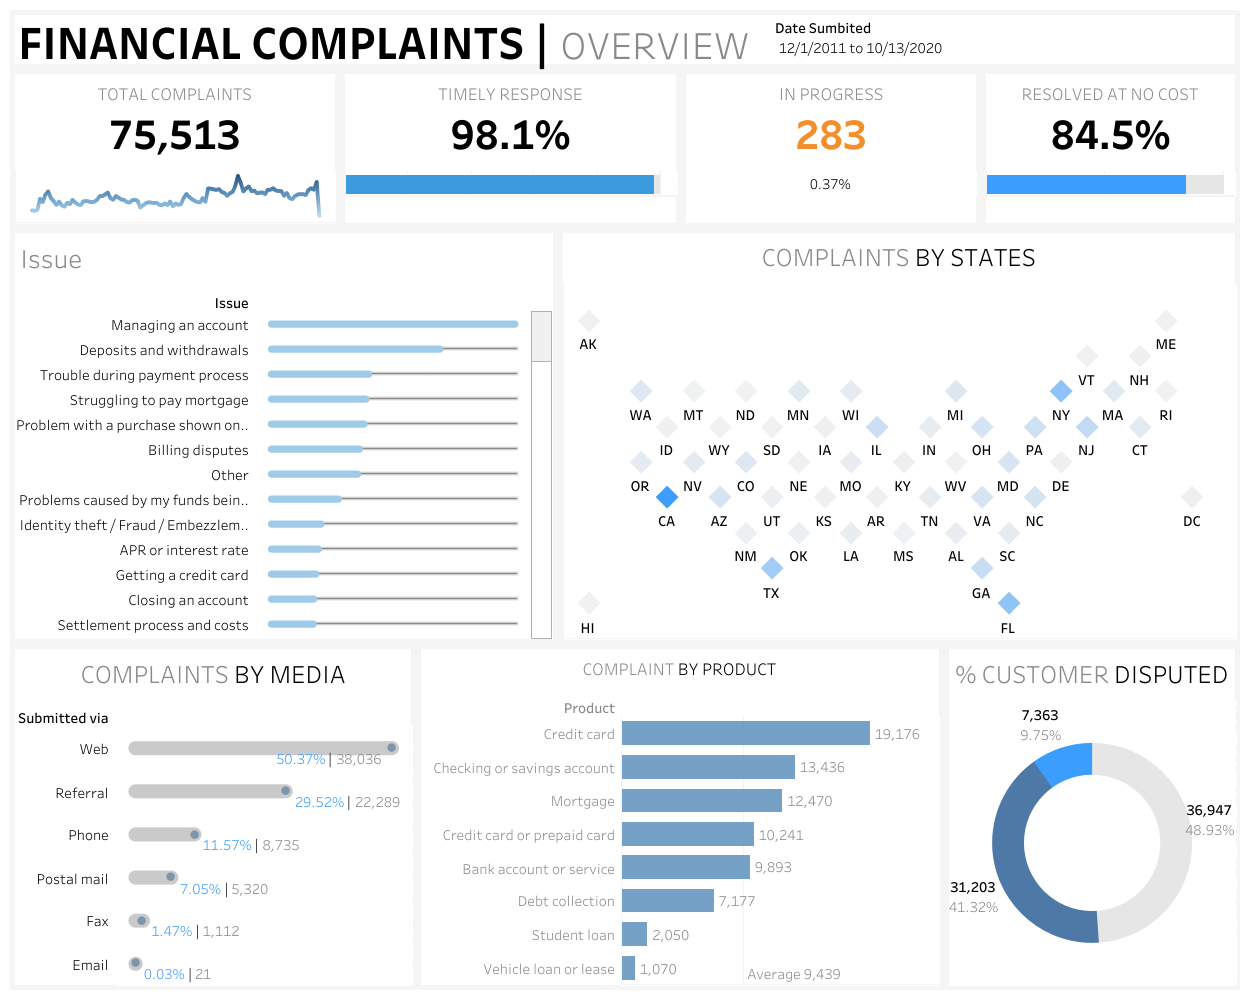 FINANCIAL COMPLAINTS | OVERVIEW
Date Sumbited
12/1/2011 to 10/13/2020
TOTAL COMPLAINTS
75,513
TIMELY RESPONSE
98.1%
IN PROGRESS
283
0.37%
RESOLVED AT NO COST
84.5%
Issue
Issue
Managing an account
Deposits and withdrawals
Trouble during payment process
Struggling to pay mortgage
Problem with a purchase shown on..
Billing disputes
Other
Problems caused by my funds bein..
Identity theft / Fraud / Embezzlem..
APR or interest rate
Getting a credit card
Closing an account
Settlement process and costs
COMPLAINTS BY STATES
AK ME
VT NH
WA MT ND MN WI MI NY MA RI
ID WY SD IA IL IN OH PA NJ CT
OR NV CO NE MO KY WV MD DE
CA AZ UT KS AR TN VA NC DC
NM OK LA MS AL SC
TX GA
HI FL
COMPLAINTS BY MEDIA
Submitted via
Web
50.37% | 38,036
Referral
29.52% | 22,289
Phone
11.57% | 8,735
Postal mail
7.05% | 5,320
Fax
1.47% | 1,112
Email
0.03% | 21
COMPLAINT BY PRODUCT
Product
Credit card 19,176
Checking or savings account 13,436
Mortgage 12,470
Credit card or prepaid card 10,241
Bank account or service 9,893
Debt collection 7,177
Student loan 2,050
Vehicle loan or lease 1,070
Average 9,439
% CUSTOMER DISPUTED
7,363
9.75%
36,947
48.93%
31,203
41.32%